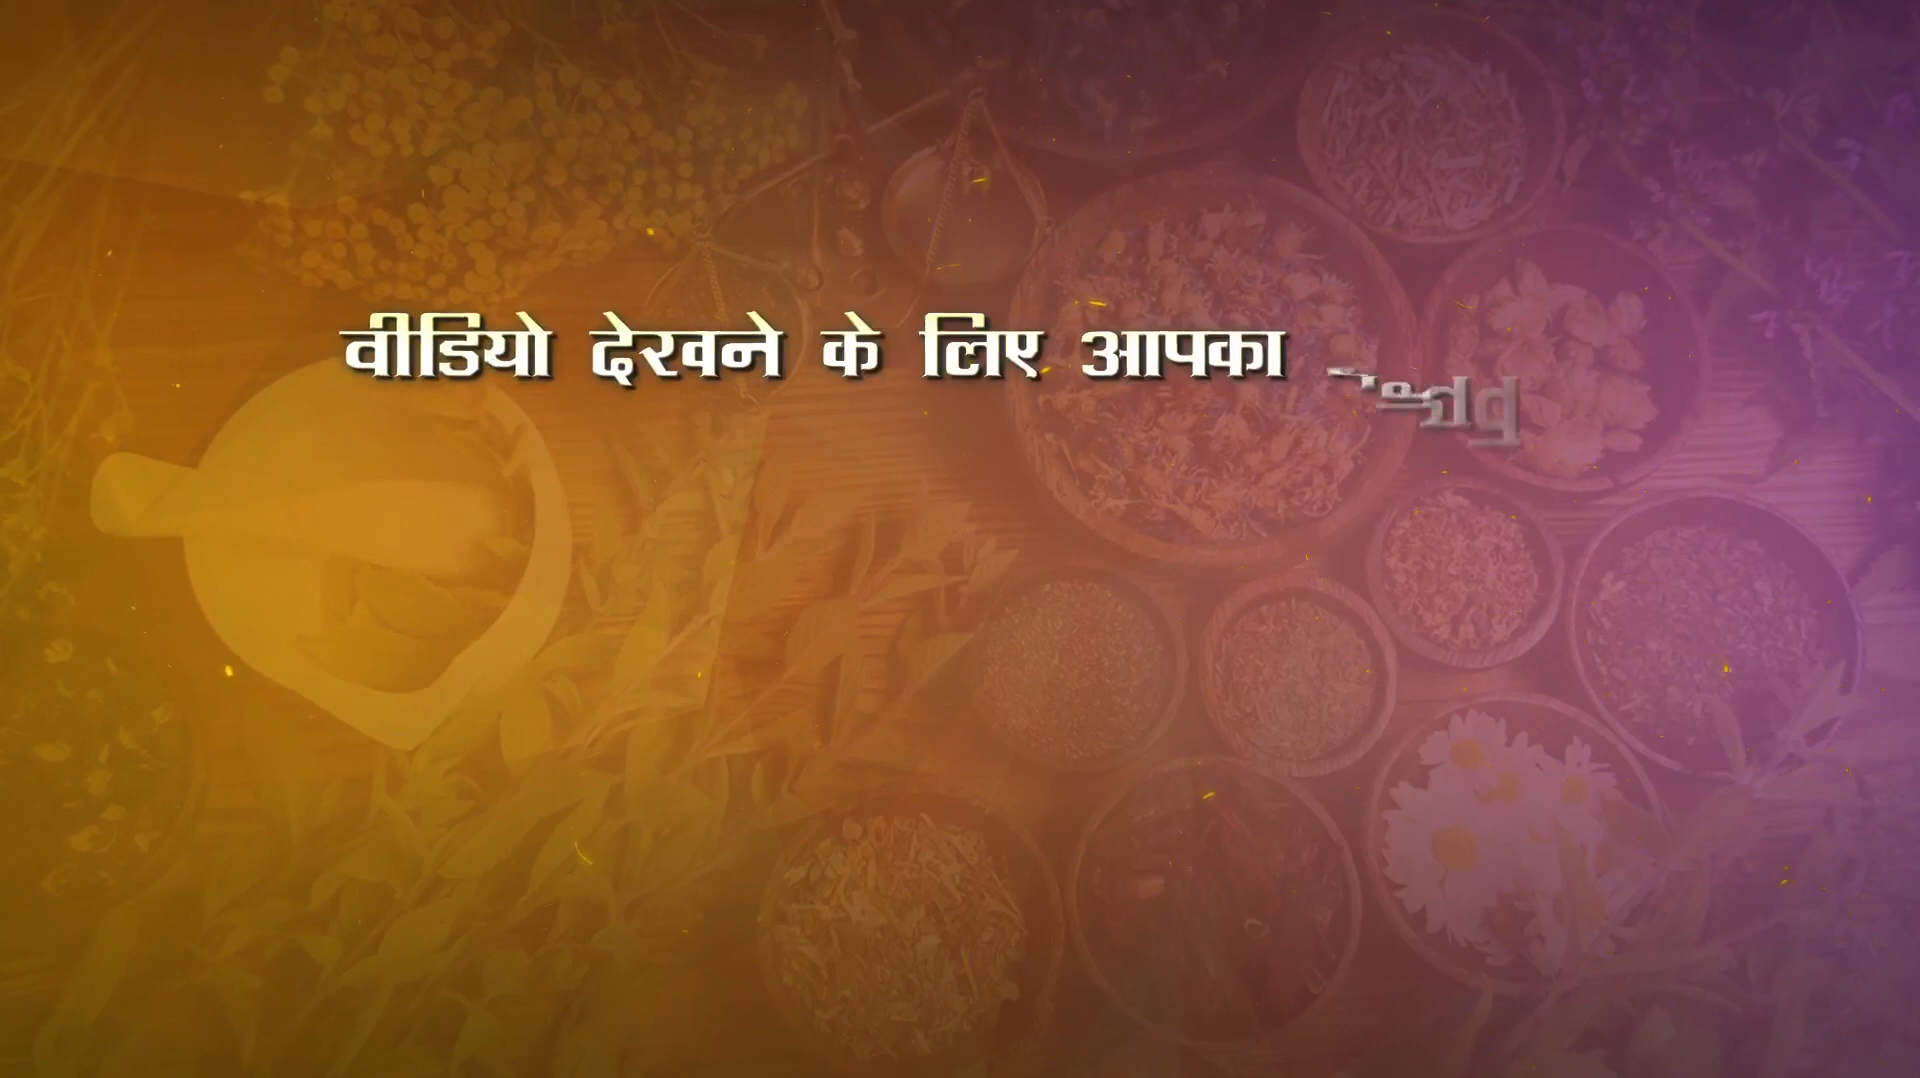 वीडियो देखने के लिए आपका